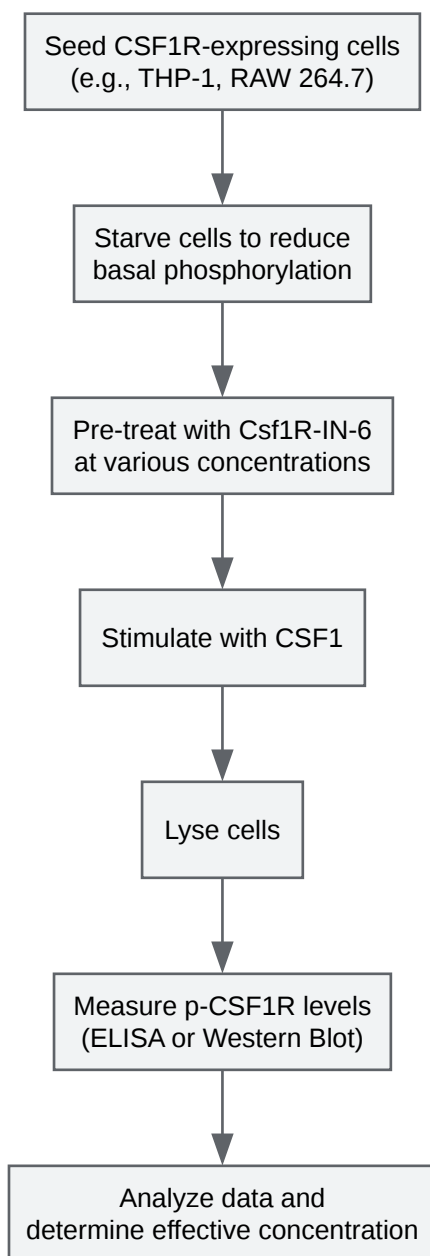 Seed CSF1R-expressing cells
(e.g., THP-1, RAW 264.7)
Starve cells to reduce
basal phosphorylation
Pre-treat with Csf1R-IN-6
at various concentrations
Stimulate with CSF1
Lyse cells
Measure p-CSF1R levels
(ELISA or Western Blot)
Analyze data and
determine effective concentration